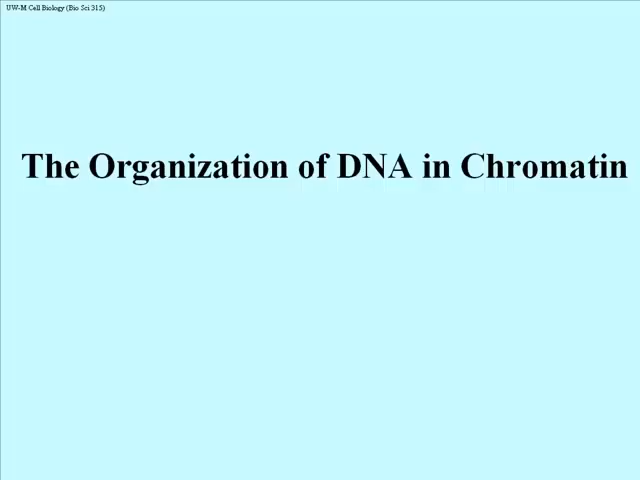 UW-M Cell Biology (Bio Sci 315)
The Organization of DNA in Chromatin